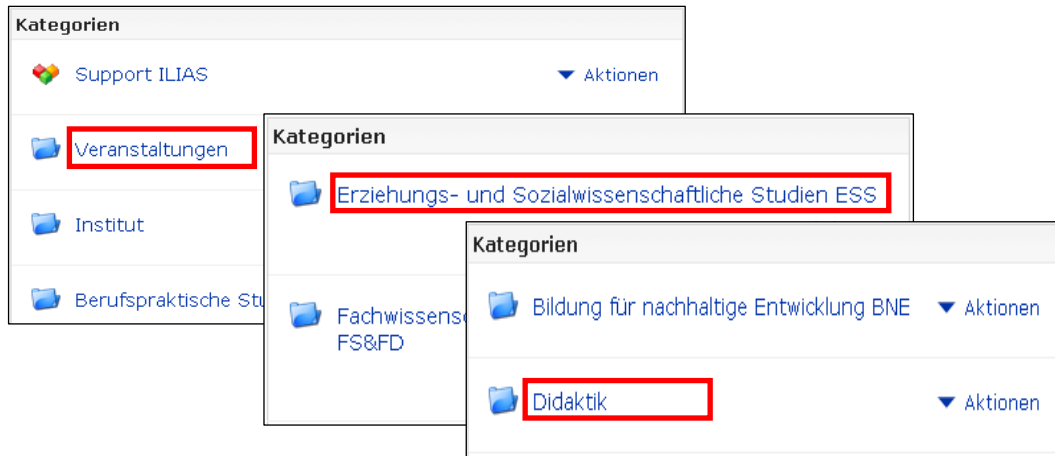 Kategorien
Support ILIAS
Aktionen
Veranstaltungen
Institut
Berufspraktische
Kategorien
Erziehungs- und Sozialwissenschaftliche Studien ESS
FS&FD
Kategorien
Bildung für nachhaltige Entwicklung BNE
Aktionen
Didaktik
Aktionen